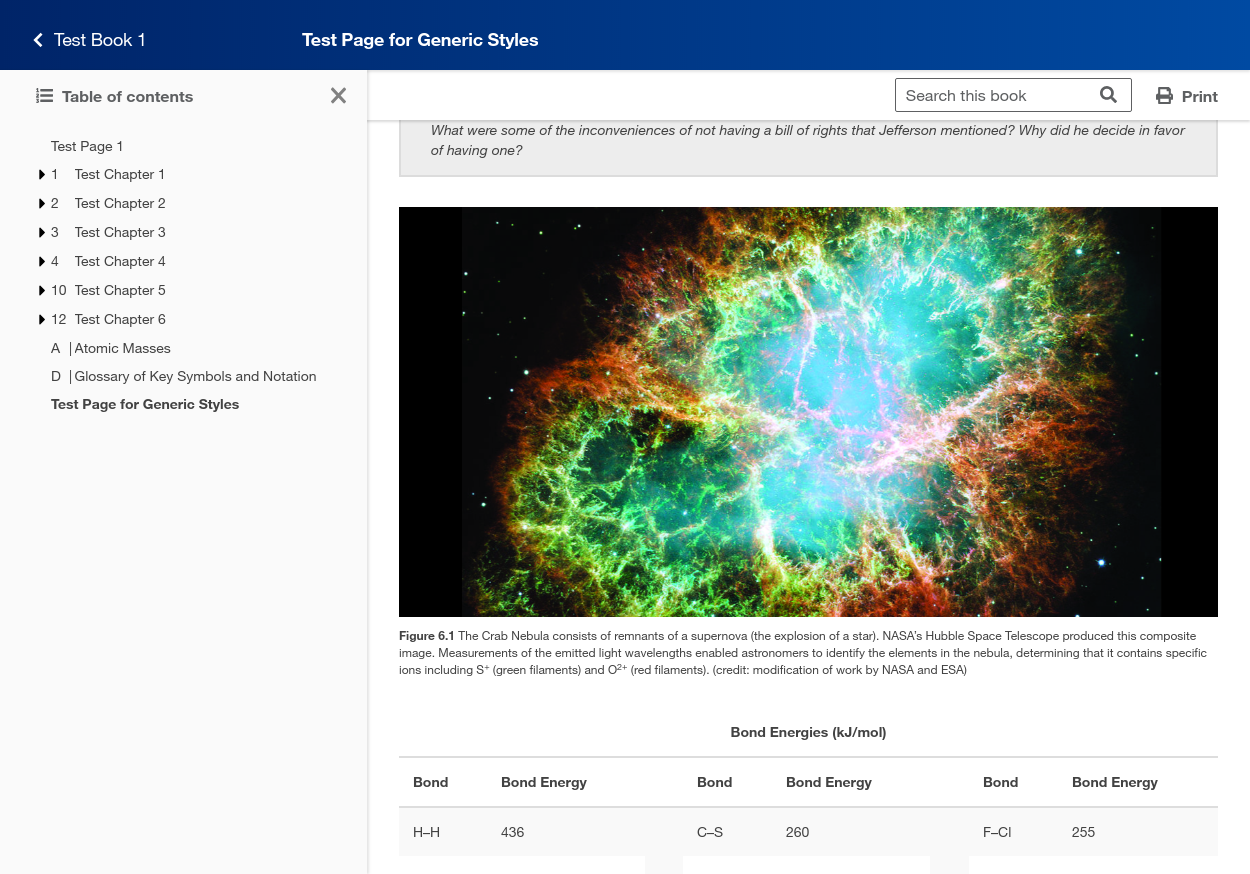 Test Book 1
Test Page for Generic Styles
Table of contents
Search this book
Print
Test Page 1
1 Test Chapter 1
2 Test Chapter 2
3 Test Chapter 3
4 Test Chapter 4
10 Test Chapter 5
12 Test Chapter 6
A | Atomic Masses
D | Glossary of Key Symbols and Notation
Test Page for Generic Styles
What were some of the inconveniences of not having a bill of rights that Jefferson mentioned? Why did he decide in favor
of having one?
Figure 6.1 The Crab Nebula consists of remnants of a supernova (the explosion of a star). NASA’s Hubble Space Telescope produced this composite
image. Measurements of the emitted light wavelengths enabled astronomers to identify the elements in the nebula, determining that it contains specific
ions including S⁺ (green filaments) and O²⁺ (red filaments). (credit: modification of work by NASA and ESA)
Bond Energies (kJ/mol)
Bond Bond Energy Bond Bond Energy Bond Bond Energy
H–H 436 C–S 260 F–Cl 255